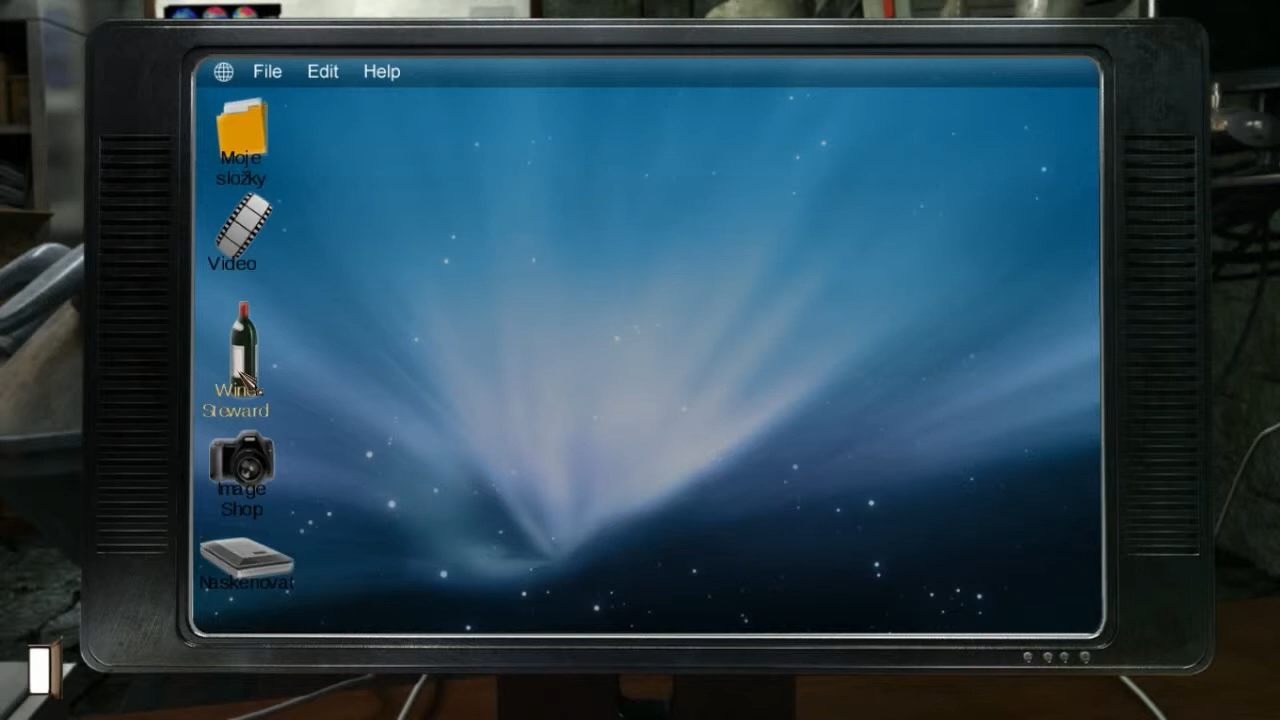 File Edit Help
Moje
složky
Video
Wine
Steward
Image
Shop
Naskenovat